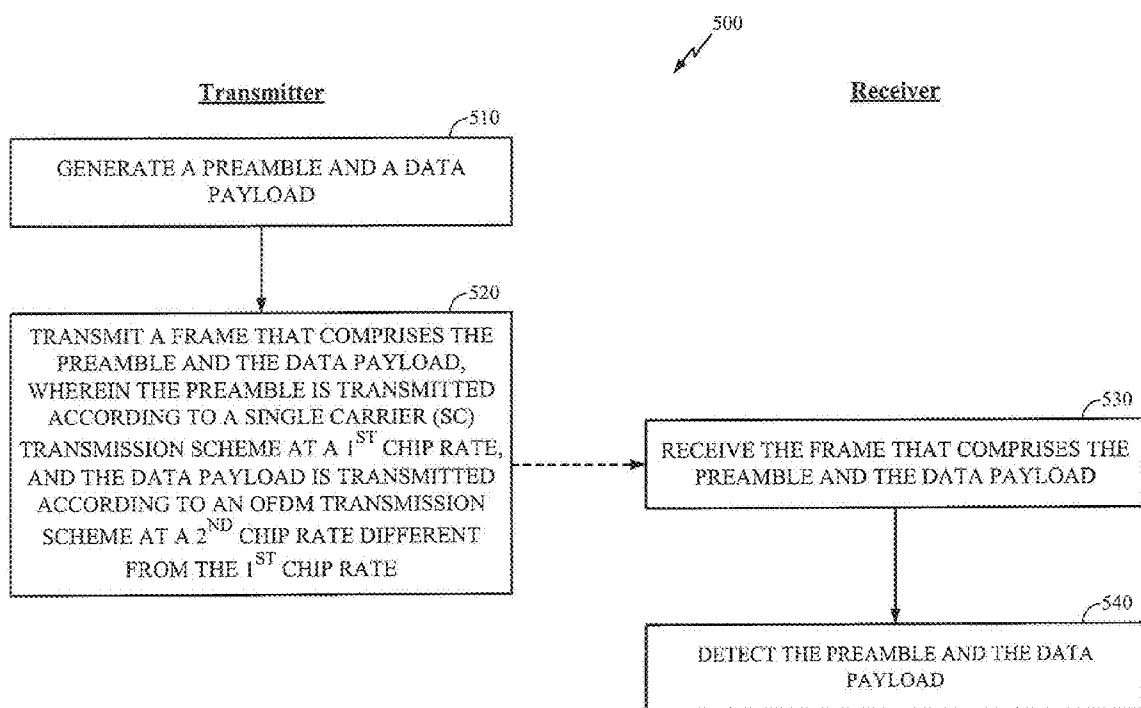 500
Transmitter
510
GENERATE A PREAMBLE AND A DATA
PAYLOAD
520
TRANSMIT A FRAME THAT COMPRISES THE
PREAMBLE AND THE DATA PAYLOAD,
WHEREIN THE PREAMBLE IS TRANSMITTED
ACCORDING TO A SINGLE CARRIER (SC)
TRANSMISSION SCHEME AT A 1ST CHIP RATE,
AND THE DATA PAYLOAD IS TRANSMITTED
ACCORDING TO AN OFDM TRANSMISSION
SCHEME AT A 2ND CHIP RATE DIFFERENT
FROM THE 1ST CHIP RATE
Receiver
530
RECEIVE THE FRAME THAT COMPRISES THE
PREAMBLE AND THE DATA PAYLOAD
540
DETECT THE PREAMBLE AND THE DATA
PAYLOAD